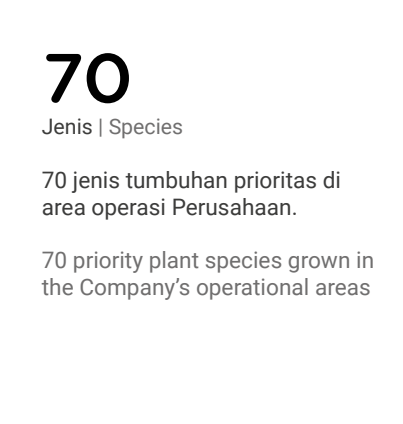 70
Jenis | Species
70 jenis tumbuhan prioritas di
area operasi Perusahaan.
70 priority plant species grown in
the Company’s operational areas